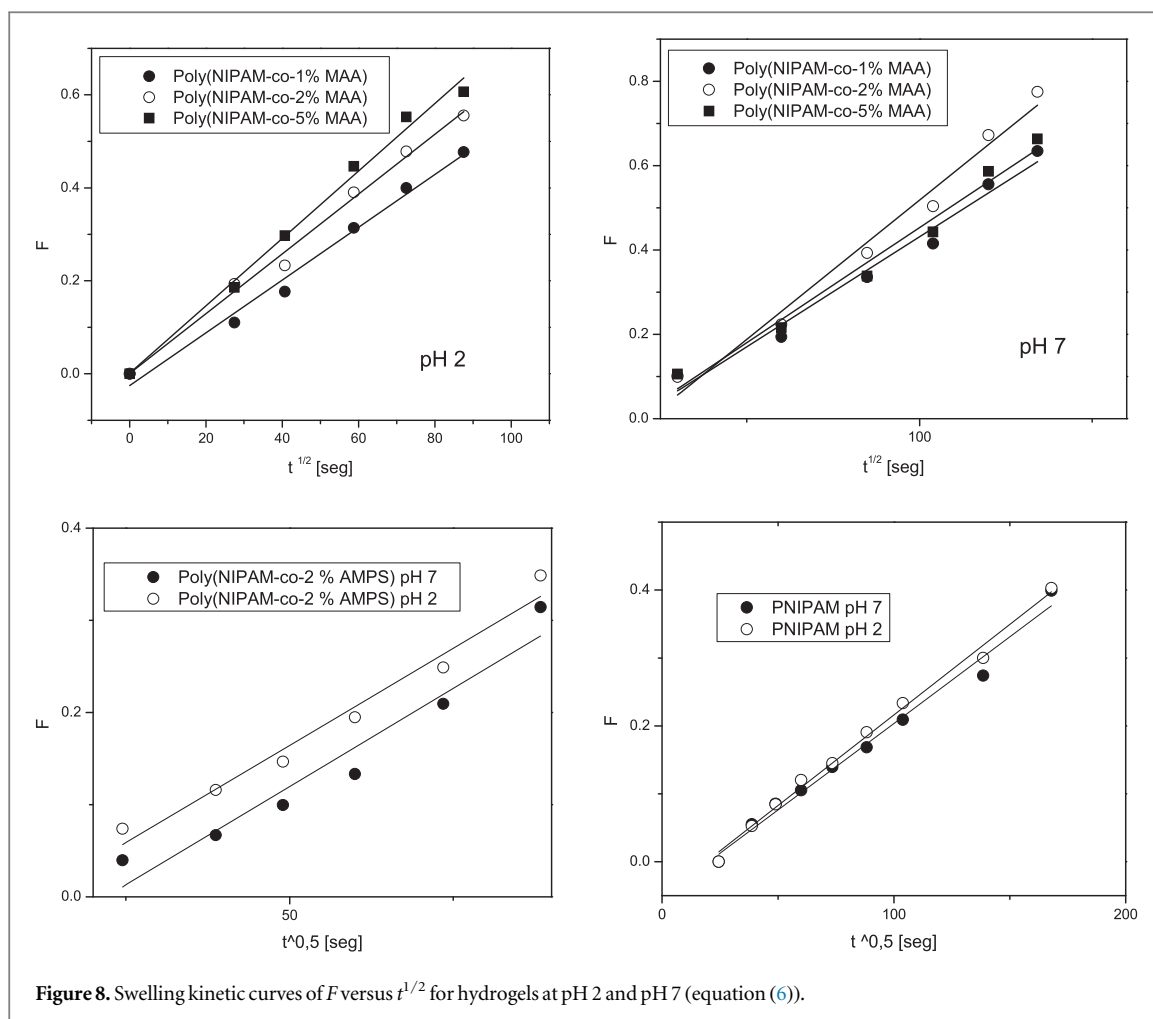 Poly(NIPAM-co-1% MAA)
Poly(NIPAM-co-2% MAA)
Poly(NIPAM-co-5% MAA)
0.6
0.4
0.2
0.0
F
pH 2
0 20 40 60 80 100
t 1/2 [seg]
Poly(NIPAM-co-1% MAA)
Poly(NIPAM-co-2% MAA)
Poly(NIPAM-co-5% MAA)
0.8
0.6
0.4
0.2
0.0
F
pH 7
100
t1/2 [seg]
0.4
0.2
0.0
F
Poly(NIPAM-co-2 % AMPS) pH 7
Poly(NIPAM-co-2 % AMPS) pH 2
50
t^0,5 [seg]
0.4
0.2
0.0
F
PNIPAM pH 7
PNIPAM pH 2
0 50 100 150 200
t ^0,5 [seg]
Figure 8. Swelling kinetic curves of F versus t1/2 for hydrogels at pH 2 and pH 7 (equation (6)).